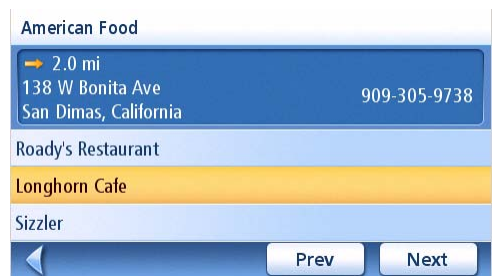 American Food
2.0 mi
138 W Bonita Ave
909-305-9738
San Dimas, California
Roady's Restaurant
Longhorn Cafe
Sizzler
Prev
Next